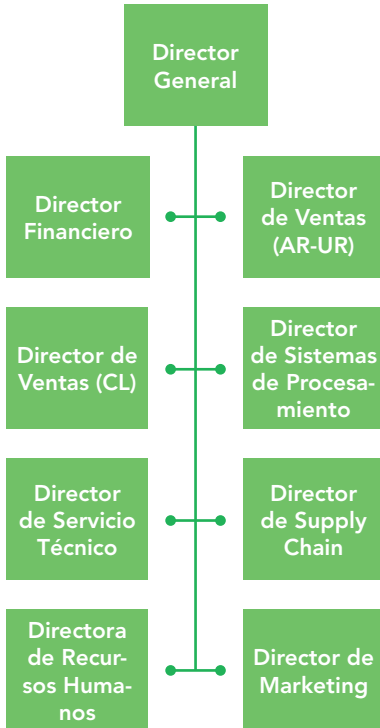 Director
General
Director
Financiero
Director
de Ventas
(AR-UR)
Director de
Ventas (CL)
Director
de Sistemas
de Procesa-
miento
Director
de Servicio
Técnico
Director
de Supply
Chain
Directora
de Recur-
sos Huma-
nos
Director de
Marketing